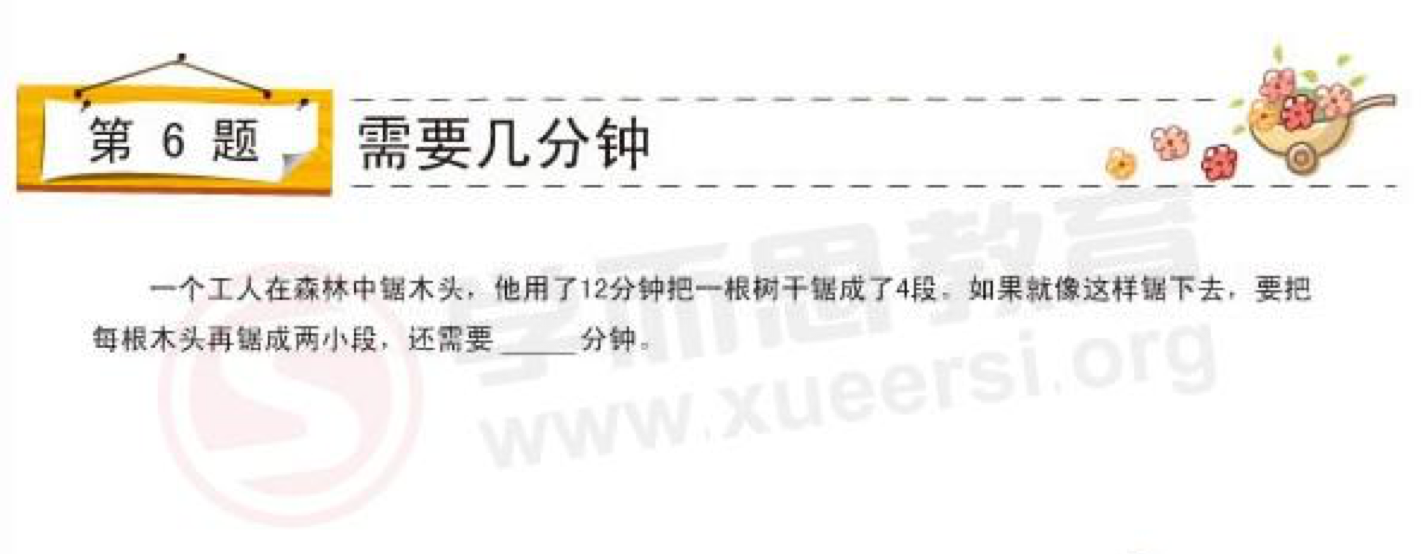 第 6 题
需要几分钟
一个工人在森林中锯木头，他用了12分钟把一根树干锯成了4段。如果就像这样锯下去，要把
每根木头再锯成两小段，还需要 _____ 分钟。
学而思教育
www.xueersi.org